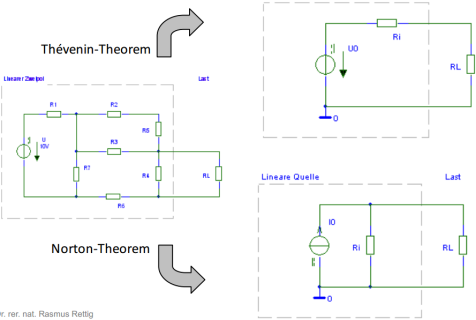 Thévenin-Theorem
Linearer Zweipol
Last
R1
R2
R5
U
10V
R3
R7
R4
RL
R6
Ri
U0
RL
0
Lineare Quelle
Last
I0
Ri
RL
0
Norton-Theorem
r. rer. nat. Rasmus Rettig